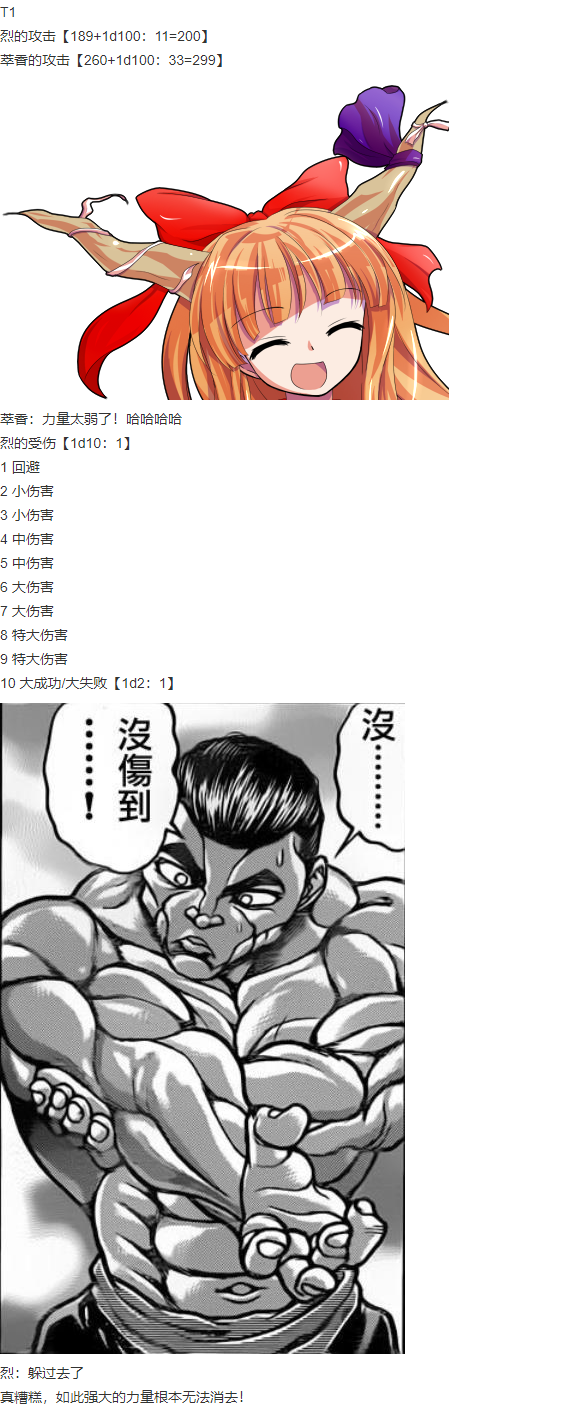 T1
烈的攻击【189+1d100：11=200】
萃香的攻击【260+1d100：33=299】
萃香：力量太弱了！哈哈哈哈
烈的受伤【1d10：1】
1 回避
2 小伤害
3 小伤害
4 中伤害
5 中伤害
6 大伤害
7 大伤害
8 特大伤害
9 特大伤害
10 大成功/大失败【1d2：1】
沒………
沒傷到
……！
烈：躲过去了
真糟糕，如此强大的力量根本无法消去！